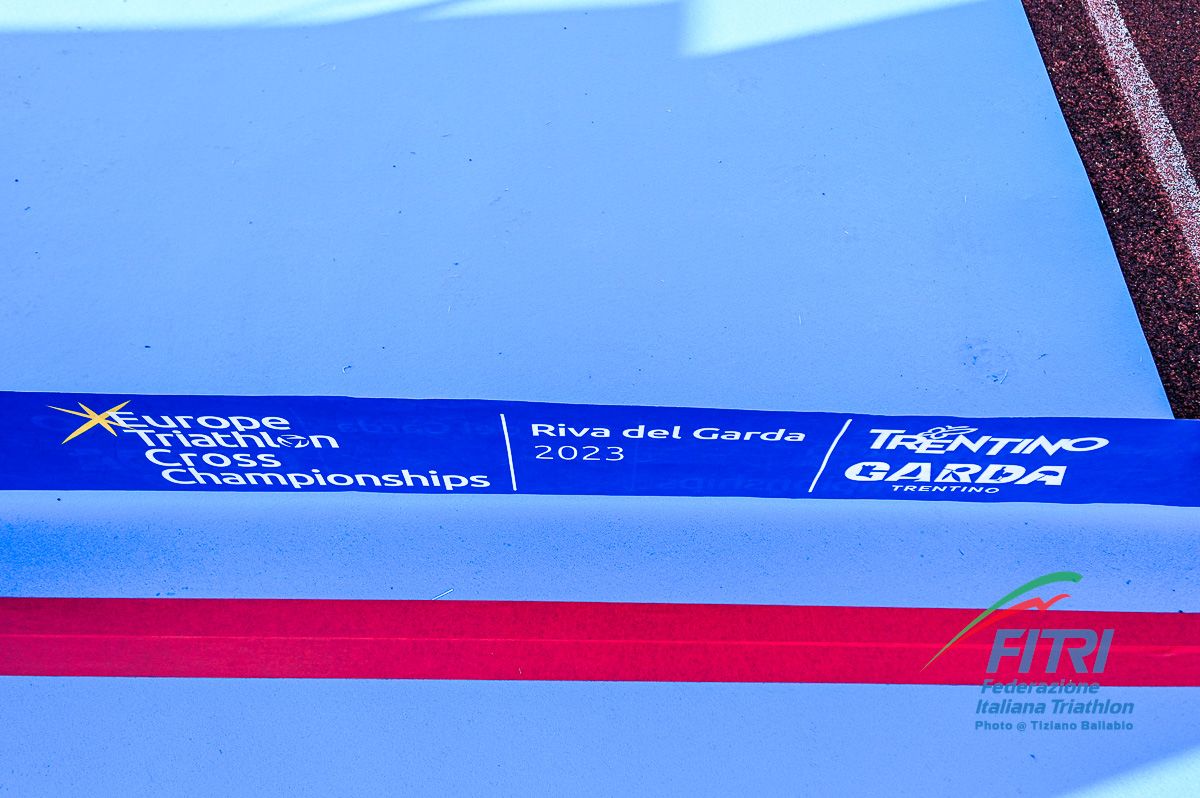 Europe
Triathlon
Cross
Championships
Riva del Garda
2023
TRENTINO
GARDA
TRENTINO
FITRI
Federazione
Italiana Triathlon
Photo @ Tiziano Ballabio